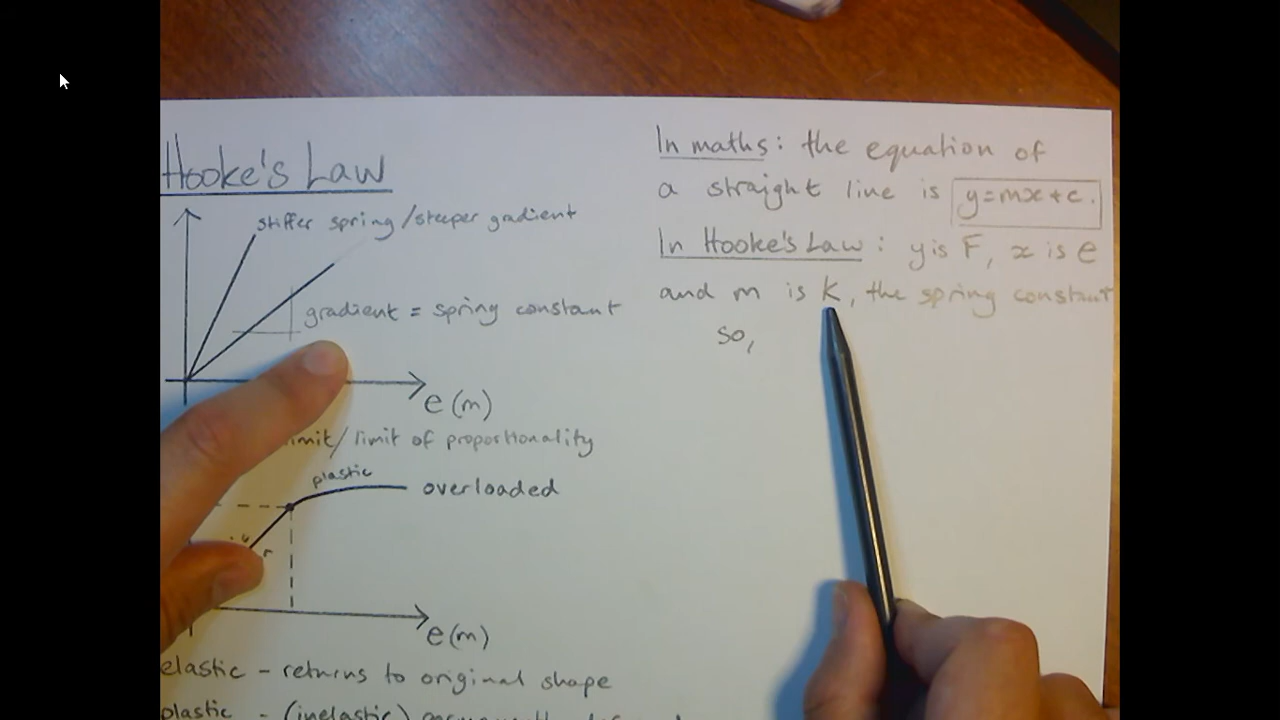 Hooke's Law
stiffer spring/steeper gradient
gradient = spring constant
e (m)
limit/limit of proportionality
plastic
overloaded
e (m)
elastic - returns to original shape
plastic - (inelastic)
In maths: the equation of
a straight line is y=mx+c.
In Hooke's Law: y is F, x is e
and m is k, the spring constant
so,